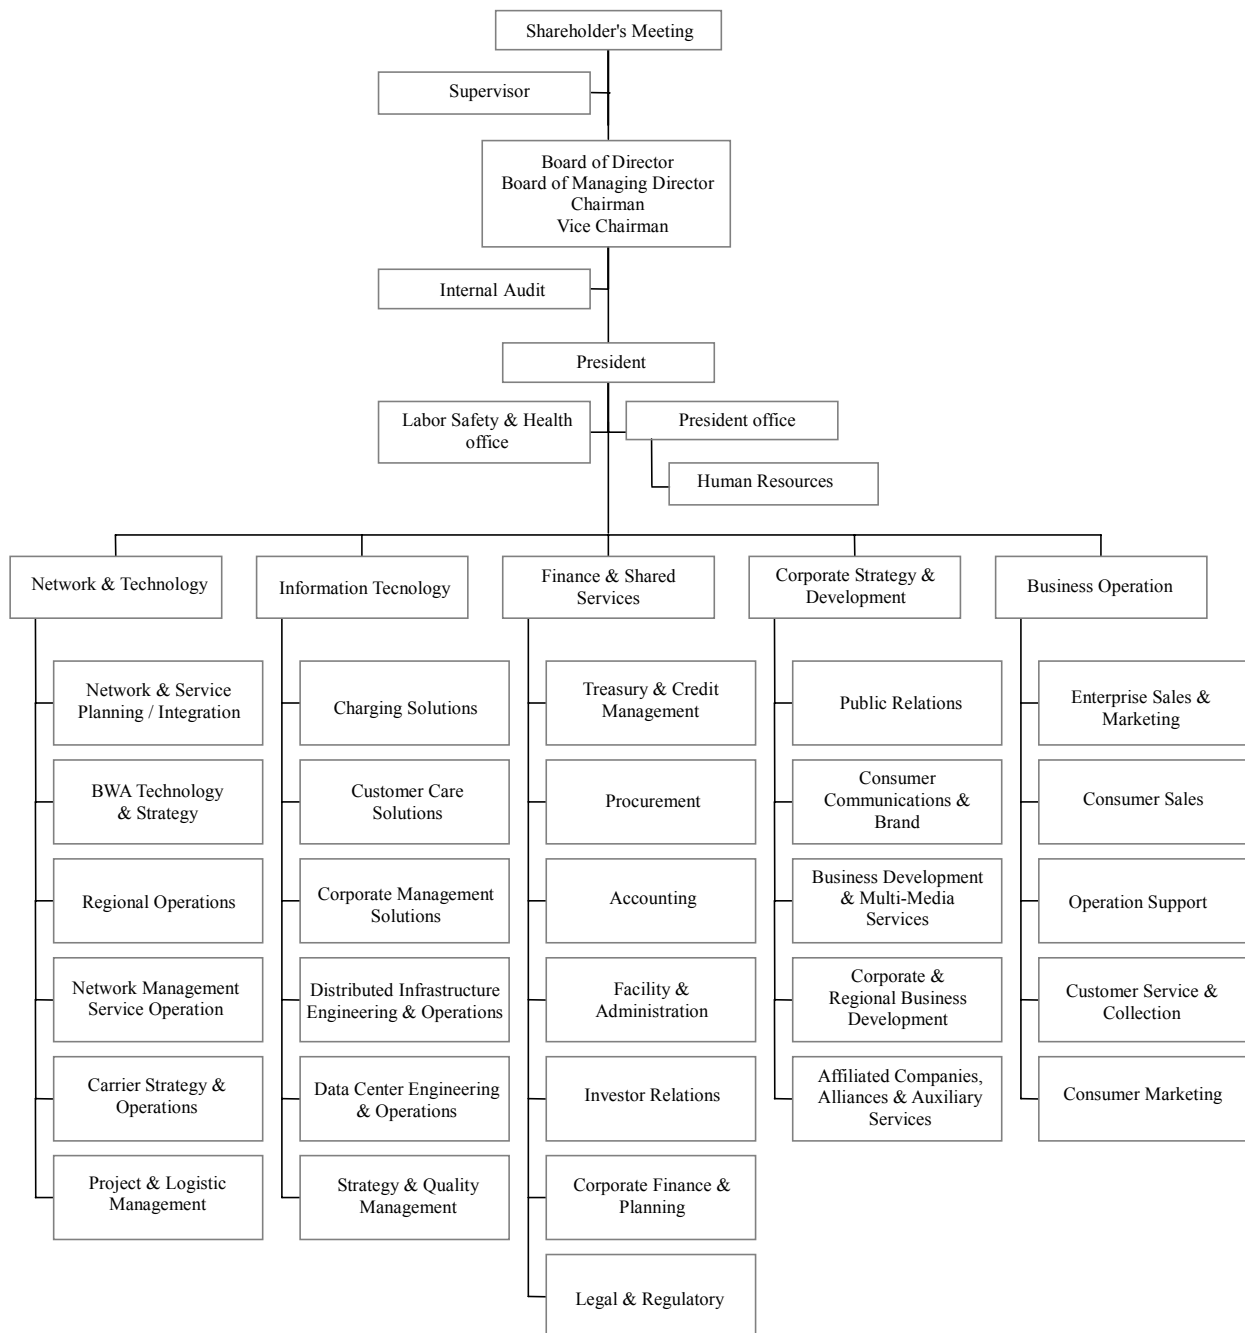 Shareholder's Meeting
Supervisor
Board of Director
Board of Managing Director
Chairman
Vice Chairman
Internal Audit
President
Labor Safety & Health
office
President office
Human Resources
Network & Technology
Information Tecnology
Finance & Shared
Services
Corporate Strategy &
Development
Business Operation
Network & Service
Planning / Integration
BWA Technology
& Strategy
Regional Operations
Network Management
Service Operation
Carrier Strategy &
Operations
Project & Logistic
Management
Charging Solutions
Customer Care
Solutions
Corporate Management
Solutions
Distributed Infrastructure
Engineering & Operations
Data Center Engineering
& Operations
Strategy & Quality
Management
Treasury & Credit
Management
Procurement
Accounting
Facility &
Administration
Investor Relations
Corporate Finance &
Planning
Legal & Regulatory
Public Relations
Consumer
Communications &
Brand
Business Development
& Multi-Media
Services
Corporate &
Regional Business
Development
Affiliated Companies,
Alliances & Auxiliary
Services
Enterprise Sales &
Marketing
Consumer Sales
Operation Support
Customer Service &
Collection
Consumer Marketing